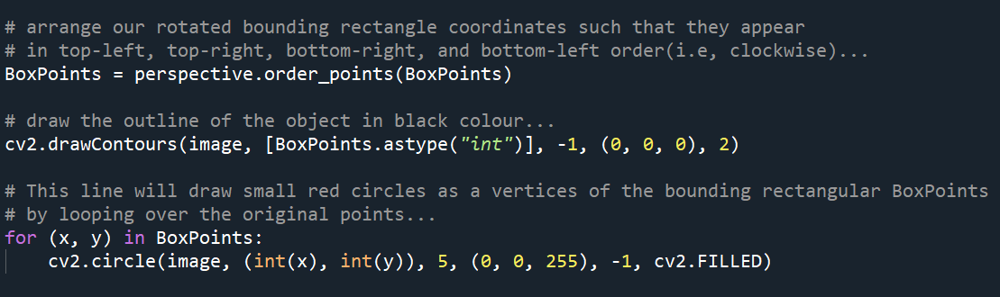 # arrange our rotated bounding rectangle coordinates such that they appear
# in top-left, top-right, bottom-right, and bottom-left order(i.e, clockwise)...
BoxPoints = perspective.order_points(BoxPoints)
# draw the outline of the object in black colour...
cv2.drawContours(image, [BoxPoints.astype("int")], -1, (0, 0, 0), 2)
# This line will draw small red circles as a vertices of the bounding rectangular BoxPoints
# by looping over the original points...
for (x, y) in BoxPoints:
    cv2.circle(image, (int(x), int(y)), 5, (0, 0, 255), -1, cv2.FILLED)